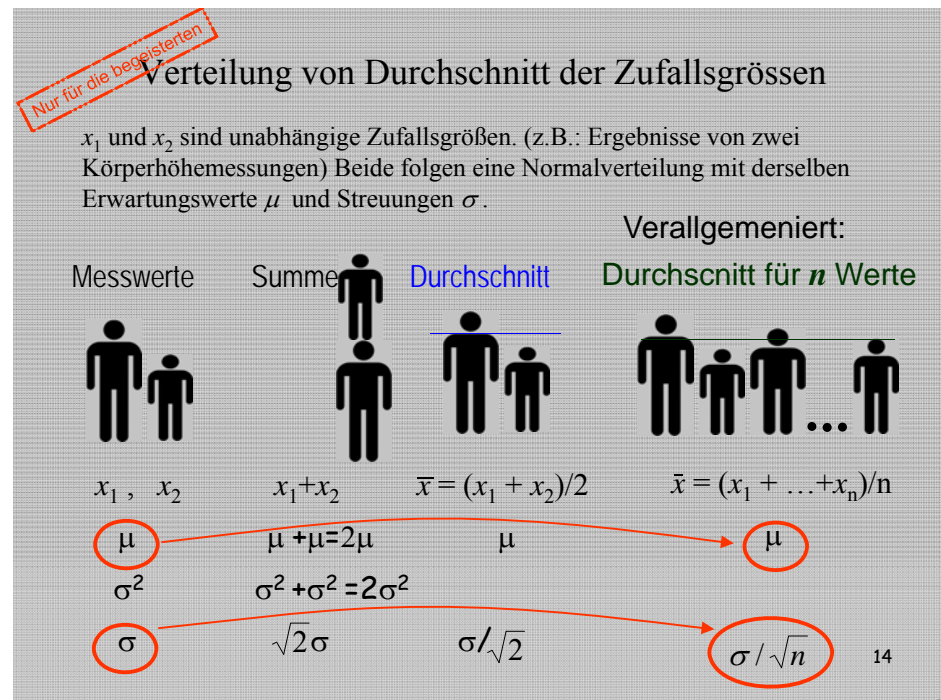 Nur für die begeisterten
Verteilung von Durchschnitt der Zufallsgrössen
x₁ und x₂ sind unabhängige Zufallsgrößen. (z.B.: Ergebnisse von zwei
Körperhöhemessungen) Beide folgen eine Normalverteilung mit derselben
Erwartungswerte μ und Streuungen σ.
Verallgemeniert:
Messwerte Summe Durchschnitt Durchscnitt für n Werte
...
x₁ , x₂ x₁+x₂ x̄ = (x₁ + x₂)/2 x̄ = (x₁ + …+xₙ)/n
μ μ+μ=2μ μ μ
σ² σ²+σ²=2σ²
σ √2σ σ/√2 σ/√n
14